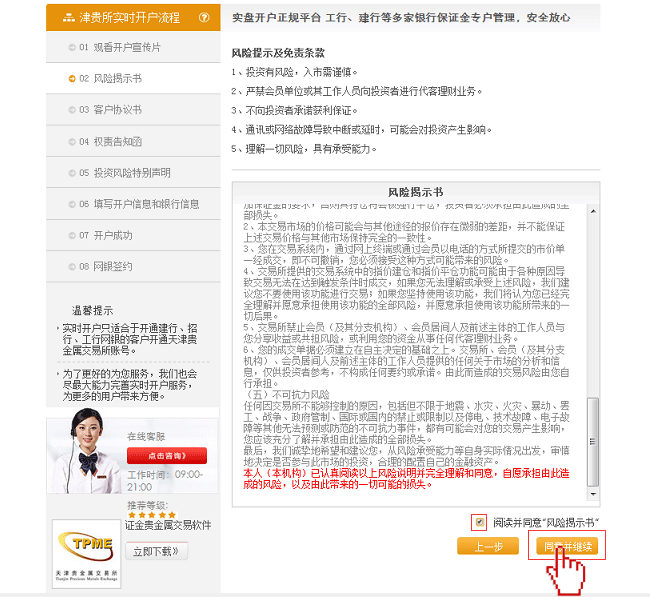 津贵所实时开户流程
01 观看开户宣传片
02 风险揭示书
03 客户协议书
04 权责告知函
05 投资风险特别声明
06 填写开户信息和银行信息
07 开户成功
08 网银签约
温馨提示
实时开户只适合于开通建行、招
行、工行网银的客户开通天津贵
金属交易所账号。
为了更好的为您服务，我们也会
尽最大能力完善实时开户服务，
为更多的用户带来方便。
在线客服
点击咨询》
工作时间：09:00-
21:00
推荐等级：
证金贵金属交易软件
TPME
天津贵金属交易所
Tianjin Precious Metals Exchange
立即下载》
实盘开户正规平台 工行、建行等多家银行保证金专户管理，安全放心
风险提示及免责条款
1、投资有风险，入市需谨慎。
2、严禁会员单位或其工作人员向投资者进行代客理财业务。
3、不向投资者承诺获利保证。
4、通讯或网络故障导致中断或延时，可能会对投资产生影响。
5、理解一切风险，具有承受能力。
风险揭示书
部损失。
2、本交易市场的价格可能会与其他途径的报价存在微弱的差距，并不能保证
上述交易价格与其他市场保持完全的一致性。
3、您在交易系统内，通过网上终端或通过会员以电话的方式所提交的市价单
一经成交，即不可撤销，您必须接受这种方式可能带来的风险。
4、交易所提供的交易系统中的指价建仓和指价平仓功能可能由于各种原因导
致交易无法在达到触发条件时成交，如果您无法理解或承受上述风险，我们建
议您不要使用该功能进行交易；如果您坚持使用该功能，我们将认为您已经完
全理解并愿意承担使用该功能的全部风险，并愿意承担使用该功能所带来的一
切后果。
5、交易所禁止会员（及其分支机构）、会员居间人及前述主体的工作人员与
您分享收益或共担风险，或利用您的资金从事任何代客理财业务。
6、您的成交单据必须建立在自主决定的基础之上。交易所、会员（及其分支
机构）、会员居间人及前述主体的工作人员提供的任何关于市场的分析和信
息，仅供投资者参考，不构成任何要约或承诺。由此而造成的交易风险由您自
行承担。
（五）不可抗力风险
任何因交易所不能够控制的原因，包括但不限于地震、水灾、火灾、暴动、罢
工、战争、政府管制、国际或国内的禁止或限制以及停电、技术故障、电子故
障等其他无法预测或防范的不可抗力事件，都有可能会对您的交易产生影响，
您应该充分了解并承担由此造成的全部损失。
最后，我们诚挚地希望和建议您，从风险承受能力等自身实际情况出发，审慎
地决定是否参与此市场的投资，合理的配置自己的金融资产。
本人（本机构）已认真阅读以上风险说明并完全理解和同意，自愿承担由此造
成的风险，以及由此带来的一切可能的损失。
阅读并同意"风险揭示书"
上一步
同意并继续